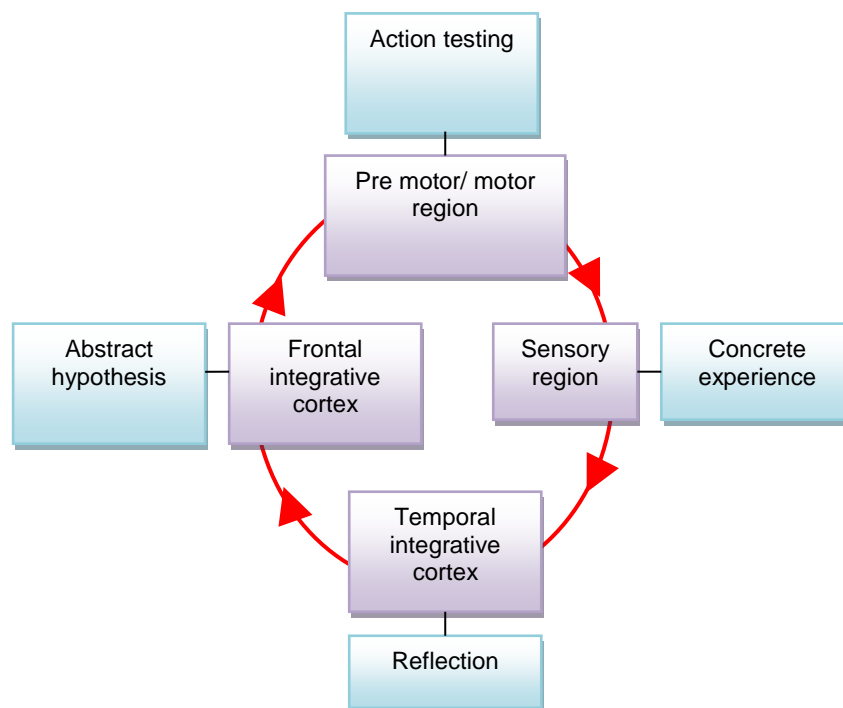 Action testing
Pre motor/ motor
region
Abstract
hypothesis
Frontal
integrative
cortex
Sensory
region
Concrete
experience
Temporal
integrative
cortex
Reflection